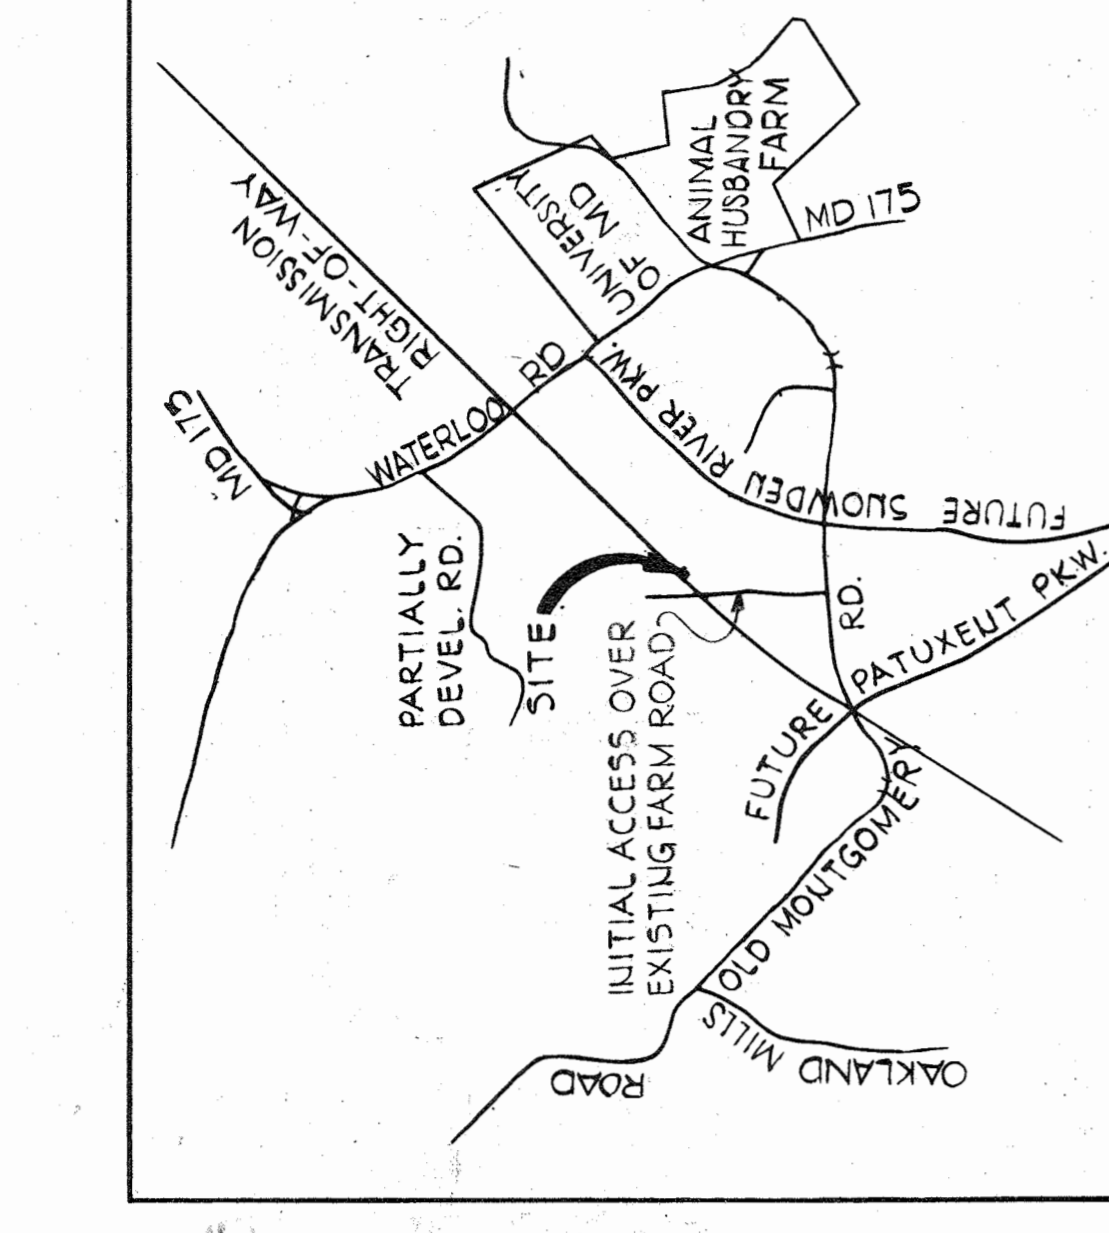 TRANSMISSION
RIGHT-OF-WAY
UNIVERSITY
OF MD
ANIMAL
HUSBANDRY
FARM
MD 175
MD 175
WATERLOO RD
FUTURE SNOWDEN RIVER PKW.
PARTIALLY
DEVEL. RD.
SITE
INITIAL ACCESS OVER
EXISTING FARM ROAD
FUTURE PATUXENT PKW.
OLD MONTGOMERY RD.
OAKLAND MILLS ROAD